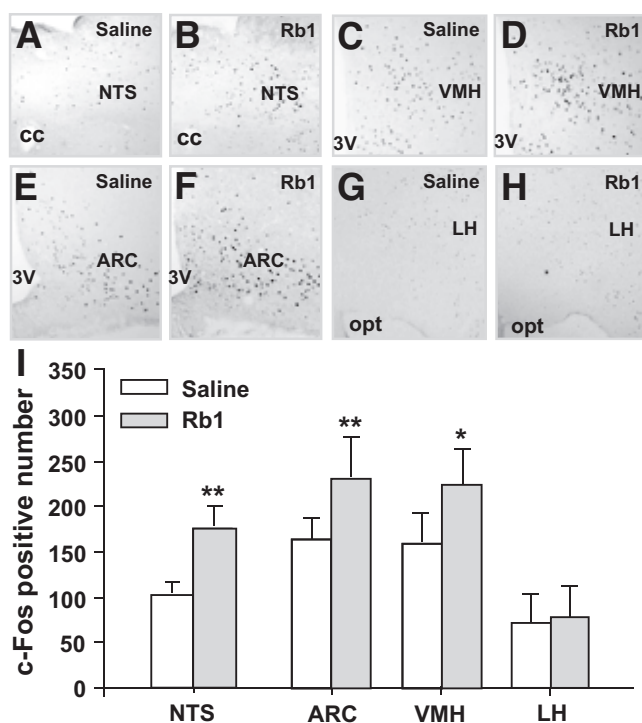 A Saline
NTS
cc
B Rb1
NTS
cc
C Saline
VMH
3V
D Rb1
VMH
E Saline
ARC
3V
F Rb1
ARC
3V
G Saline
LH
opt
H Rb1
LH
opt
I
c-Fos positive number
350
300
250
200
150
100
50
0
Saline
Rb1
**
**
*
NTS ARC VMH LH